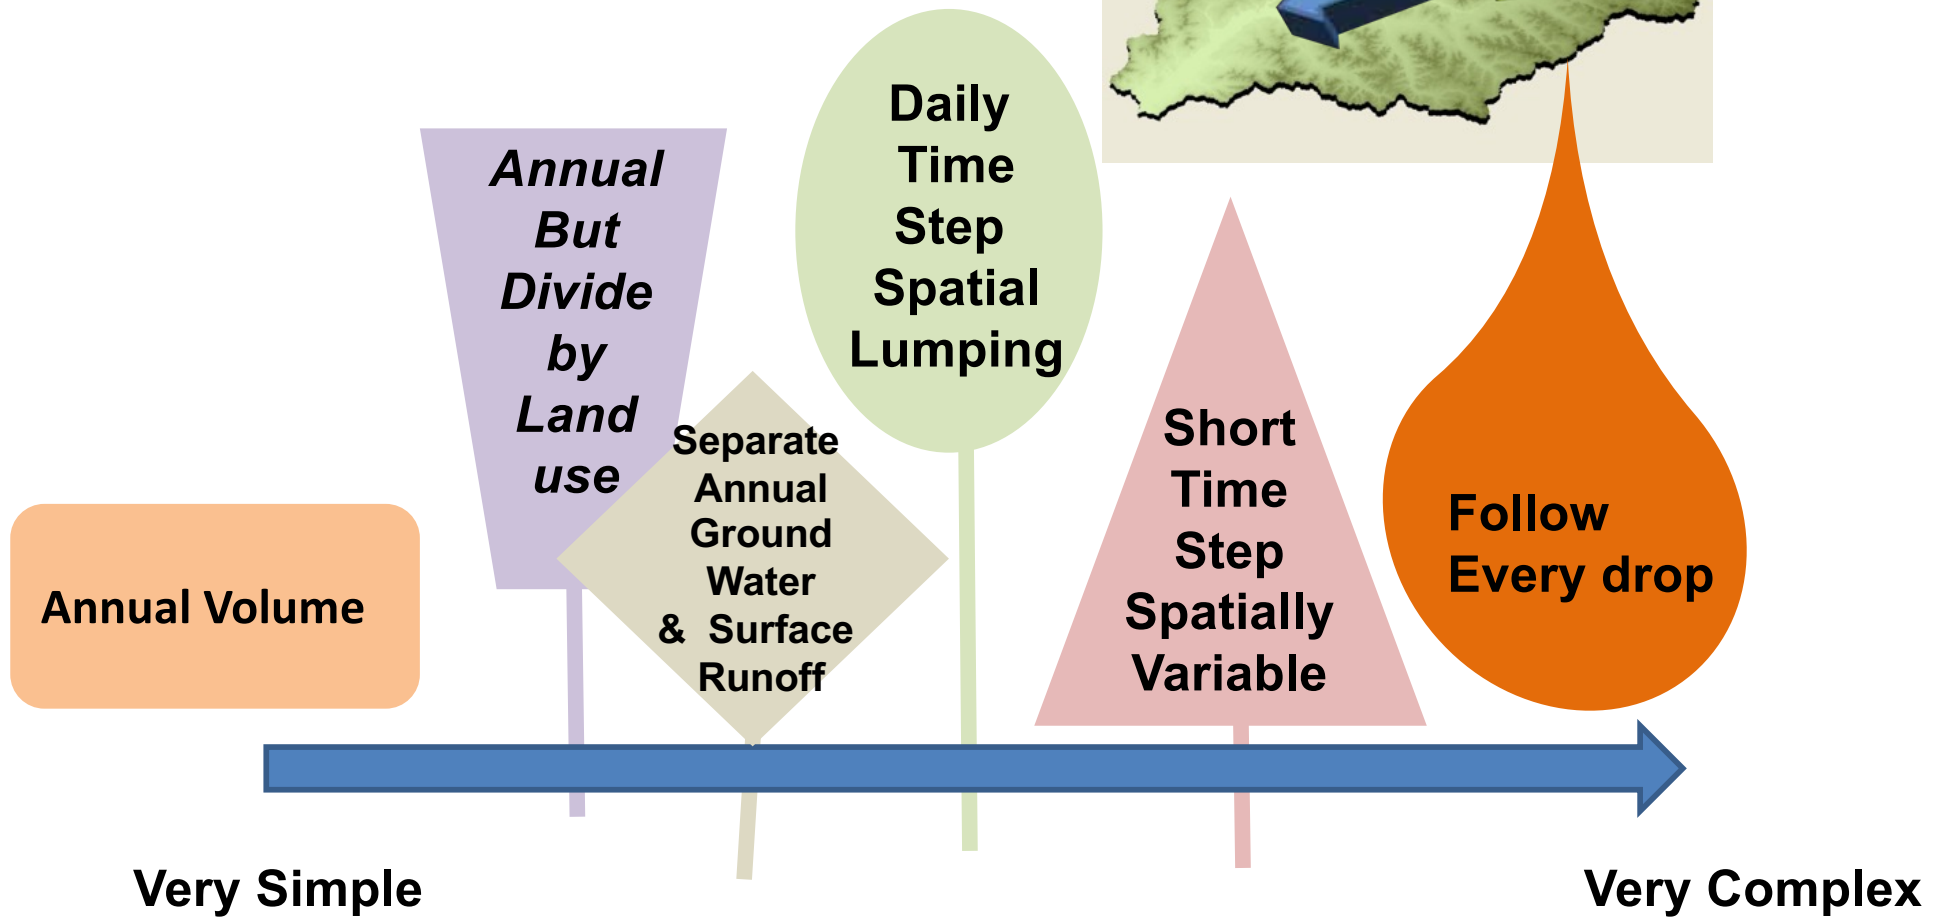 Annual Volume
Annual
But
Divide
by
Land
use
Separate
Annual
Ground
Water
& Surface
Runoff
Daily
Time
Step
Spatial
Lumping
Short
Time
Step
Spatially
Variable
Follow
Every drop
Very Simple
Very Complex